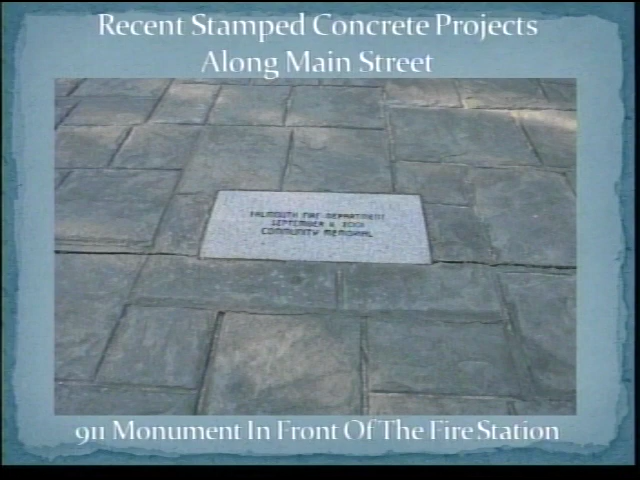 Recent Stamped Concrete Projects
Along Main Street
FALMOUTH FIRE DEPARTMENT
SEPTEMBER 11, 2001
COMMUNITY MEMORIAL
911 Monument In Front Of The Fire Station